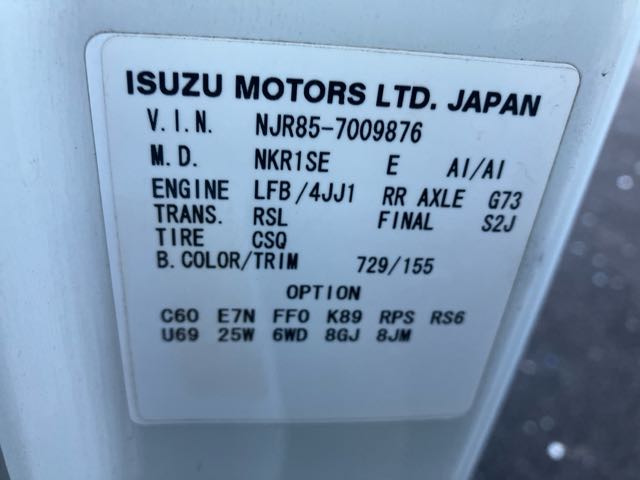 ISUZU MOTORS LTD. JAPAN
V.I.N. NJR85-7009876
M.D. NKR1SE E AI/AI
ENGINE LFB/4JJ1 RR AXLE G73
TRANS. RSL FINAL S2J
TIRE CSQ
B.COLOR/TRIM 729/155
OPTION
C60 E7N FF0 K89 RPS RS6
U69 25W 6WD 8GJ 8JM